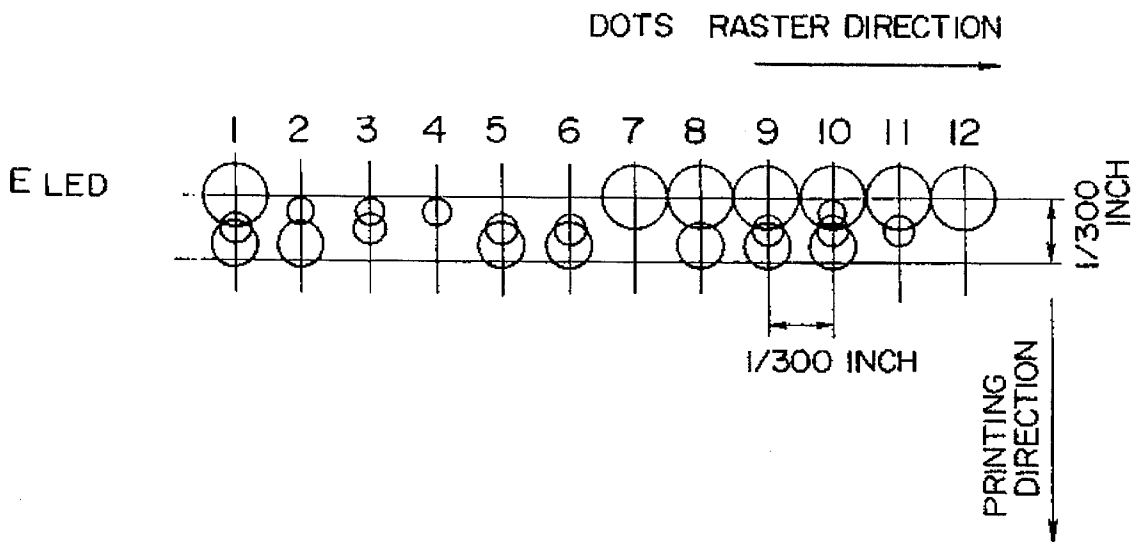 DOTS RASTER DIRECTION
1 2 3 4 5 6 7 8 9 10 11 12
E LED
1/300 INCH
1/300 INCH
PRINTING DIRECTION